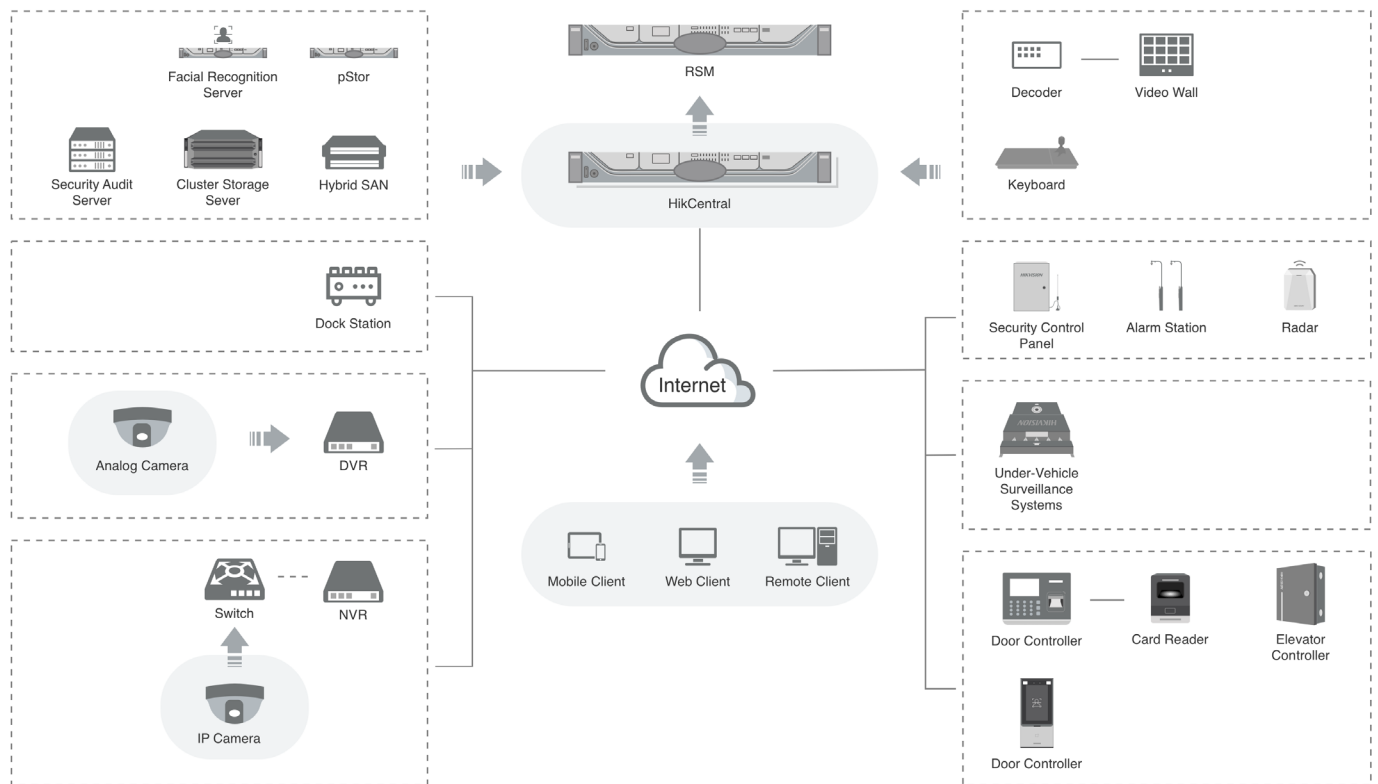 Facial Recognition
Server
pStor
Security Audit
Server
Cluster Storage
Sever
Hybrid SAN
Dock Station
Analog Camera
DVR
Switch
NVR
IP Camera
RSM
HikCentral
Internet
Mobile Client
Web Client
Remote Client
Decoder
Video Wall
Keyboard
HIKVISION
Security Control
Panel
Alarm Station
Radar
HIKVISION
Under-Vehicle
Surveillance
Systems
Door Controller
Card Reader
Elevator
Controller
Door Controller